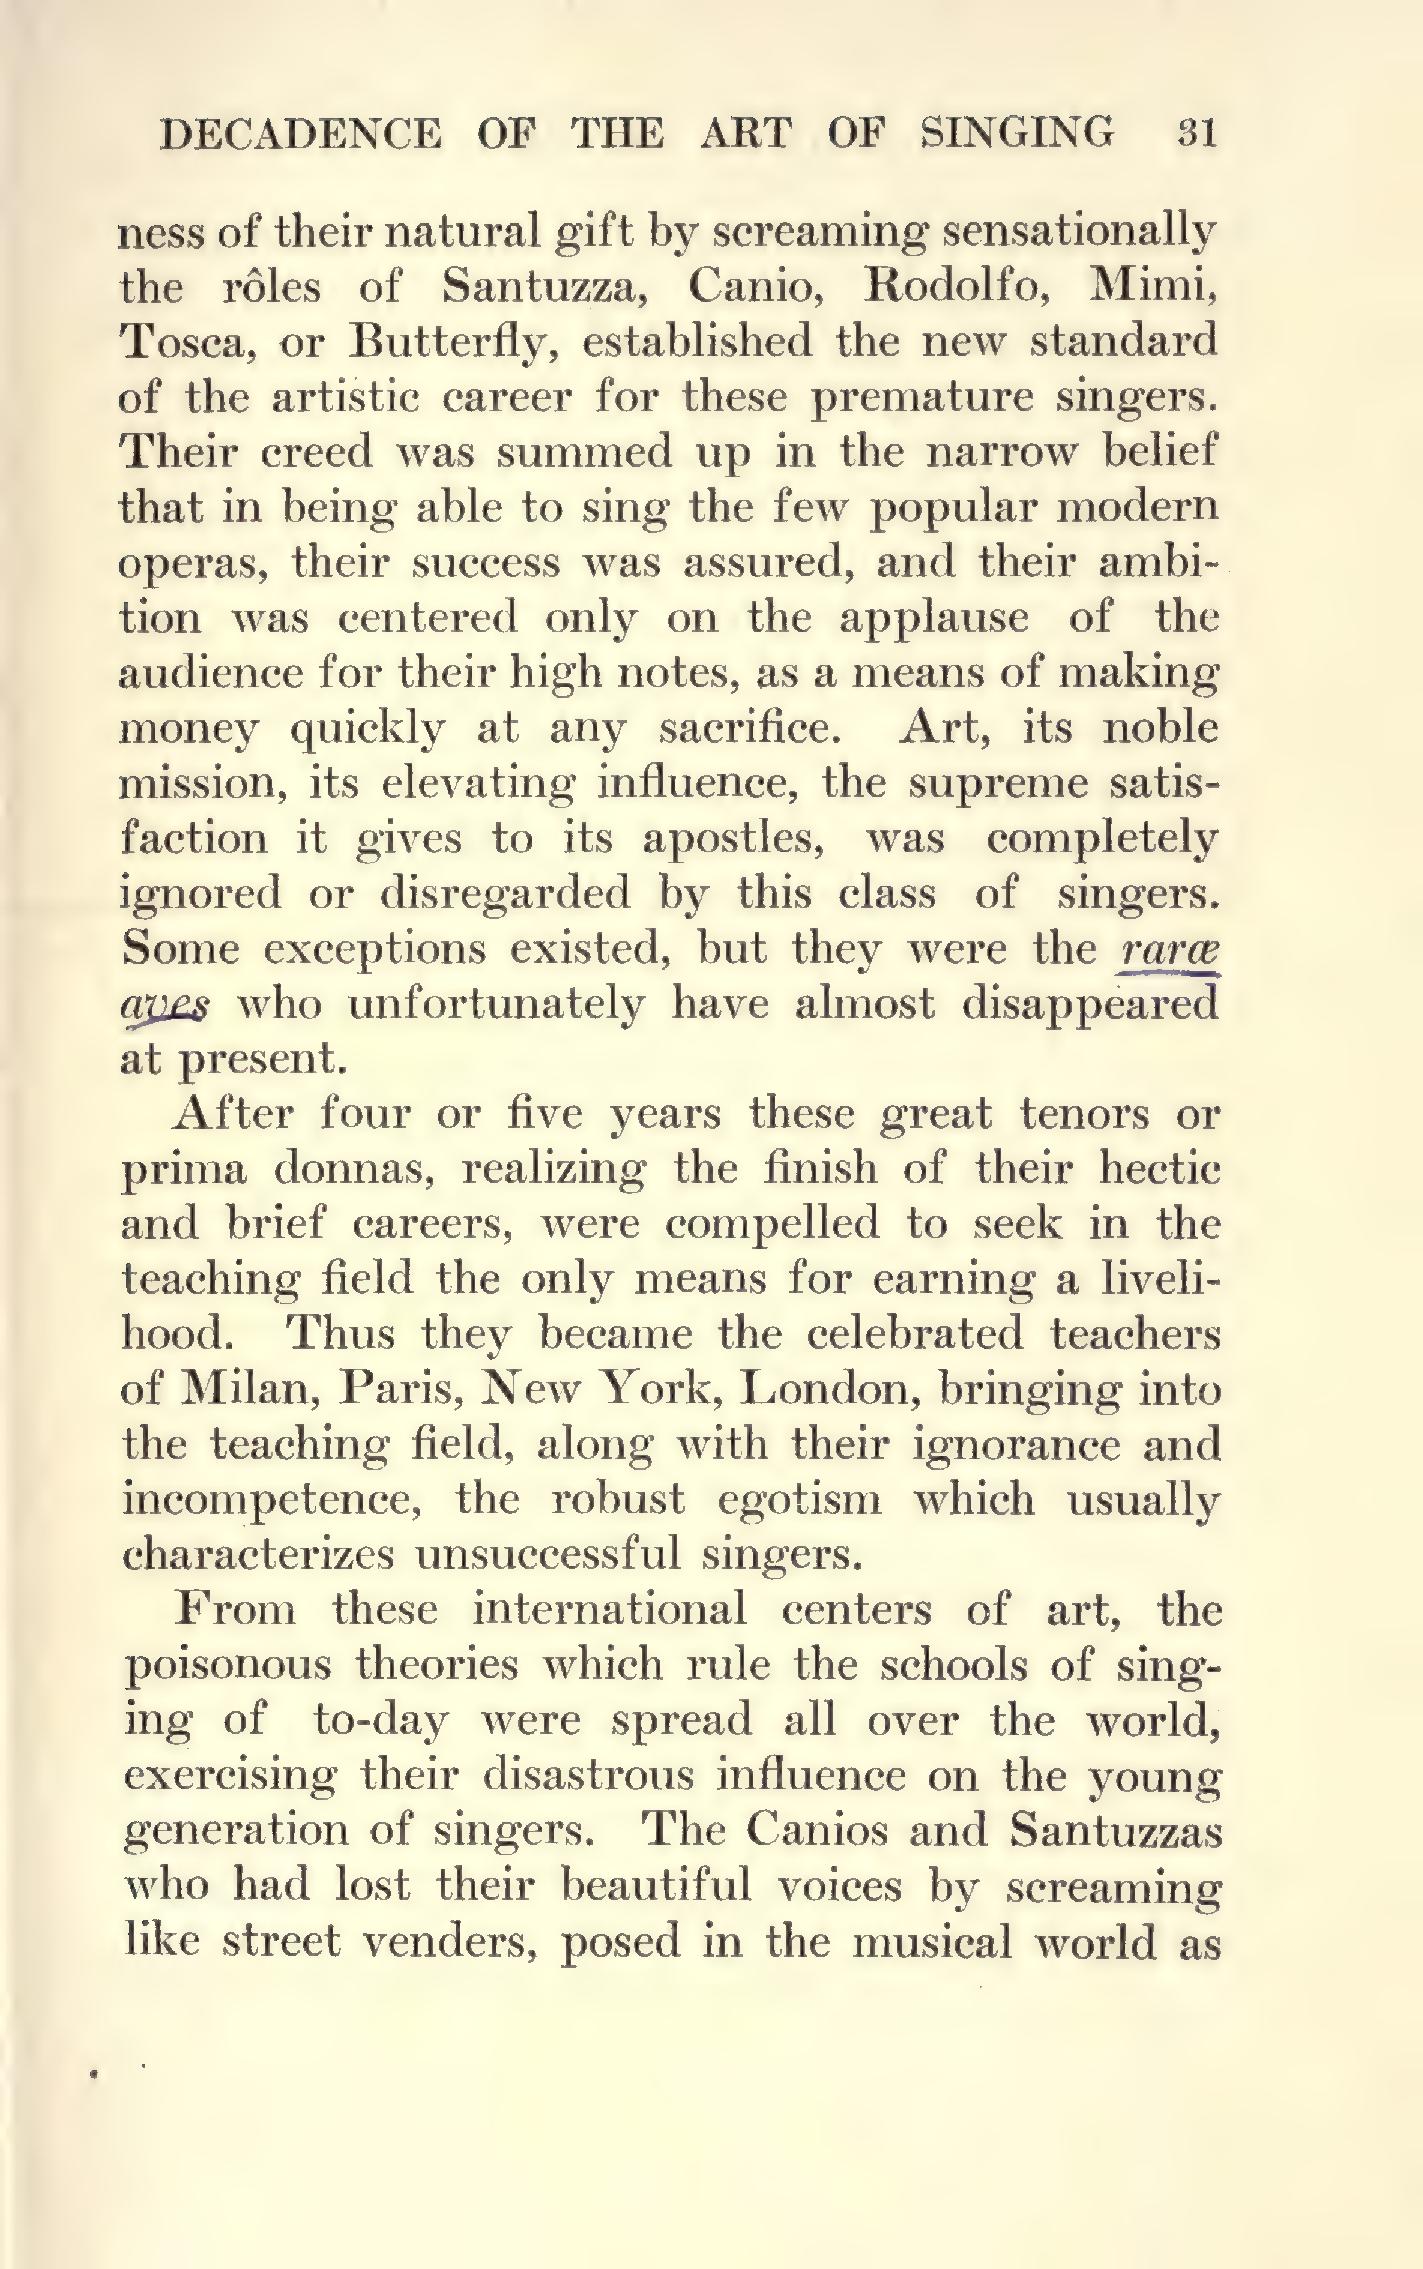 DECADENCE OF THE ART OF SINGING 31
ness of their natural gift by screaming sensationally
the rôles of Santuzza, Canio, Rodolfo, Mimi,
Tosca, or Butterfly, established the new standard
of the artistic career for these premature singers.
Their creed was summed up in the narrow belief
that in being able to sing the few popular modern
operas, their success was assured, and their ambi-
tion was centered only on the applause of the
audience for their high notes, as a means of making
money quickly at any sacrifice. Art, its noble
mission, its elevating influence, the supreme satis-
faction it gives to its apostles, was completely
ignored or disregarded by this class of singers.
Some exceptions existed, but they were the raræ
aves who unfortunately have almost disappeared
at present.
After four or five years these great tenors or
prima donnas, realizing the finish of their hectic
and brief careers, were compelled to seek in the
teaching field the only means for earning a liveli-
hood. Thus they became the celebrated teachers
of Milan, Paris, New York, London, bringing into
the teaching field, along with their ignorance and
incompetence, the robust egotism which usually
characterizes unsuccessful singers.
From these international centers of art, the
poisonous theories which rule the schools of sing-
ing of to-day were spread all over the world,
exercising their disastrous influence on the young
generation of singers. The Canios and Santuzzas
who had lost their beautiful voices by screaming
like street venders, posed in the musical world as